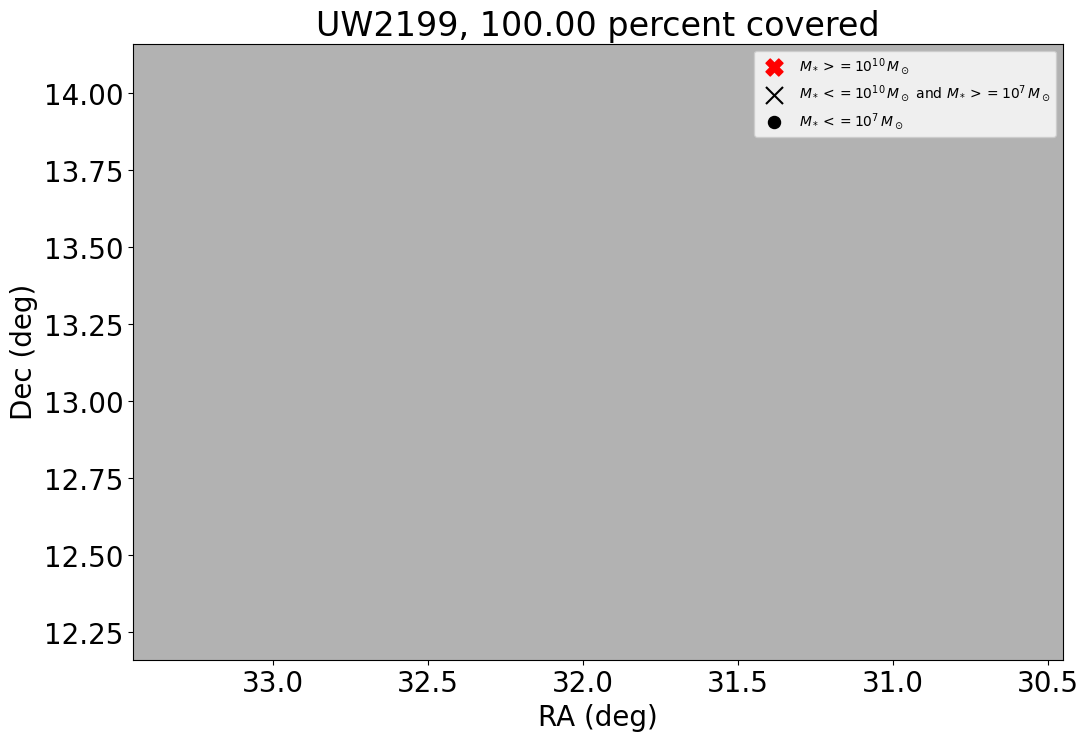 UW2199, 100.00 percent covered
M* >= 10^10 M⊙
M* <= 10^10 M⊙ and M* >= 10^7 M⊙
M* <= 10^7 M⊙
14.00
13.75
13.50
13.25
13.00
12.75
12.50
12.25
Dec (deg)
33.0 32.5 32.0 31.5 31.0 30.5
RA (deg)